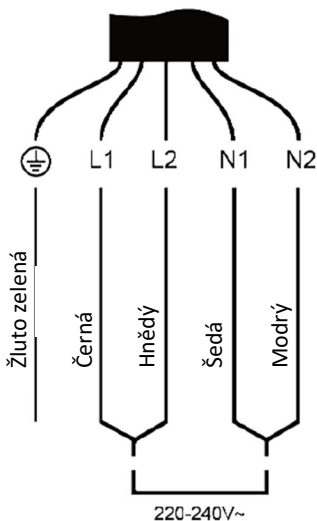 L1 L2 N1 N2
Žluto zelená
Černá
Hnědý
Šedá
Modrý
220-240V~